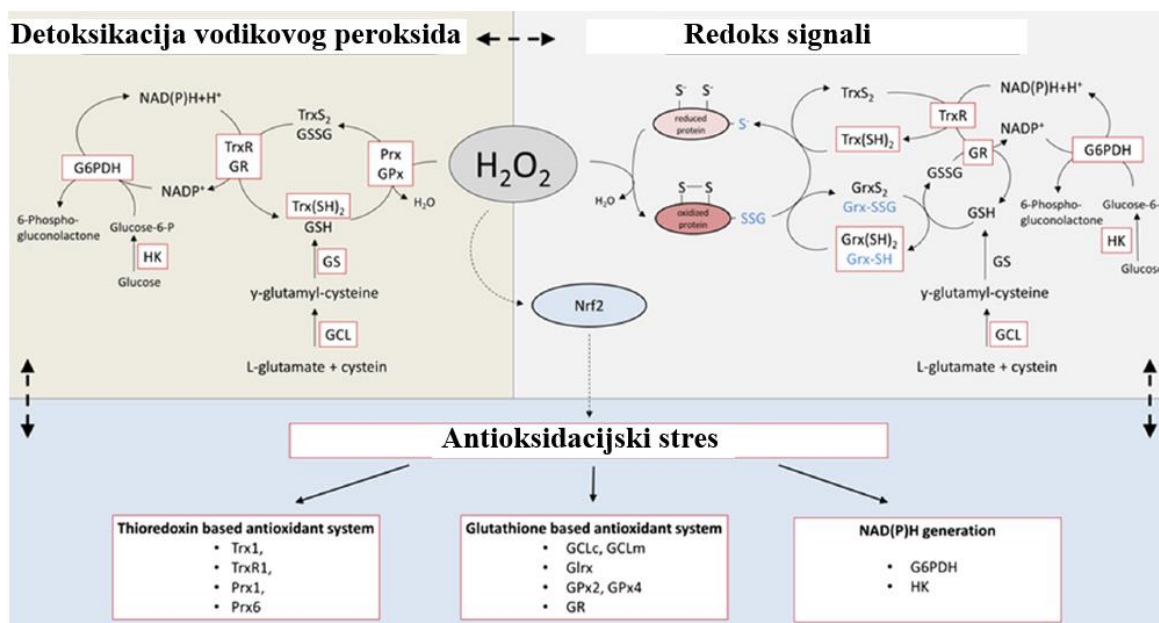 Detoksikacija vodikovog peroksida
NAD(P)H+H⁺
TrxS₂
GSSG
TrxR
GR
Prx
GPx
G6PDH
NADP⁺
H₂O
6-Phospho-
gluconolactone
Glucose-6-P
Trx(SH)₂
GSH
HK
Glucose
GS
γ-glutamyl-cysteine
GCL
L-glutamate + cystein
H₂O₂
Nrf2
Redoks signali
S⁻ S⁻
reduced
protein
S⁻
H₂O
S S
oxidized
protein
SSG
TrxS₂
Trx(SH)₂
TrxR
NAD(P)H+H⁺
NADP⁺
GR
G6PDH
GSSG
GrxS₂
Grx-SSG
GSH
Grx(SH)₂
Grx-SH
6-Phospho-
gluconolactone
Glucose-6-
HK
Glucose
GS
γ-glutamyl-cysteine
GCL
L-glutamate + cystein
Antioksidacijski stres
Thioredoxin based antioxidant system
• Trx1,
• TrxR1,
• Prx1,
• Prx6
Glutathione based antioxidant system
• GCLc, GCLm
• Glrx
• GPx2, GPx4
• GR
NAD(P)H generation
• G6PDH
• HK